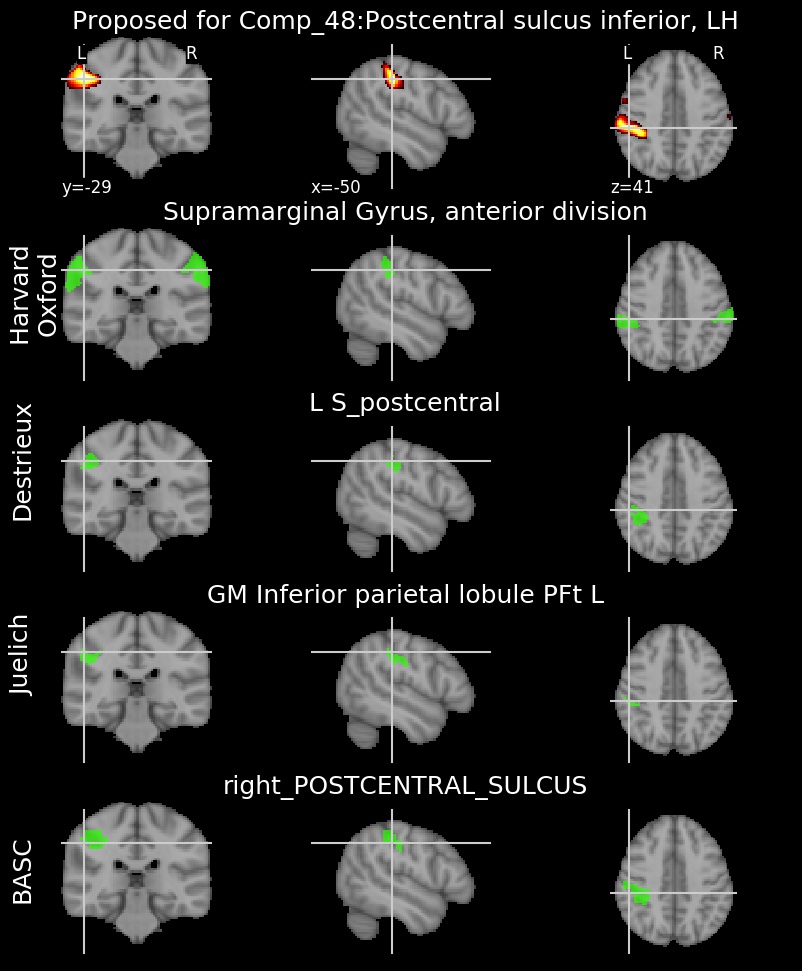 Proposed for Comp_48:Postcentral sulcus inferior, LH
L R L R
y=-29 x=-50 z=41
Supramarginal Gyrus, anterior division
Harvard
Oxford
L S_postcentral
Destrieux
GM Inferior parietal lobule PFt L
Juelich
right_POSTCENTRAL_SULCUS
BASC